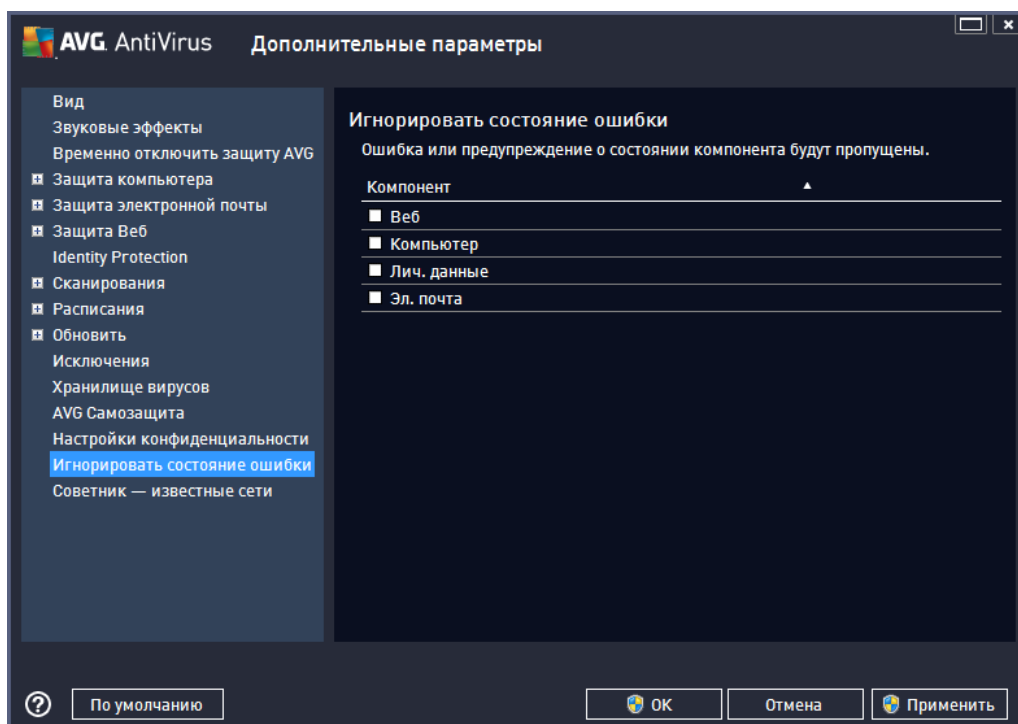 AVG. AntiVirus Дополнительные параметры
Вид
Звуковые эффекты
Временно отключить защиту AVG
Защита компьютера
Защита электронной почты
Защита Веб
Identity Protection
Сканирования
Расписания
Обновить
Исключения
Хранилище вирусов
AVG Самозащита
Настройки конфиденциальности
Игнорировать состояние ошибки
Советник — известные сети
Игнорировать состояние ошибки
Ошибка или предупреждение о состоянии компонента будут пропущены.
Компонент
Веб
Компьютер
Лич. данные
Эл. почта
? По умолчанию OK Отмена Применить